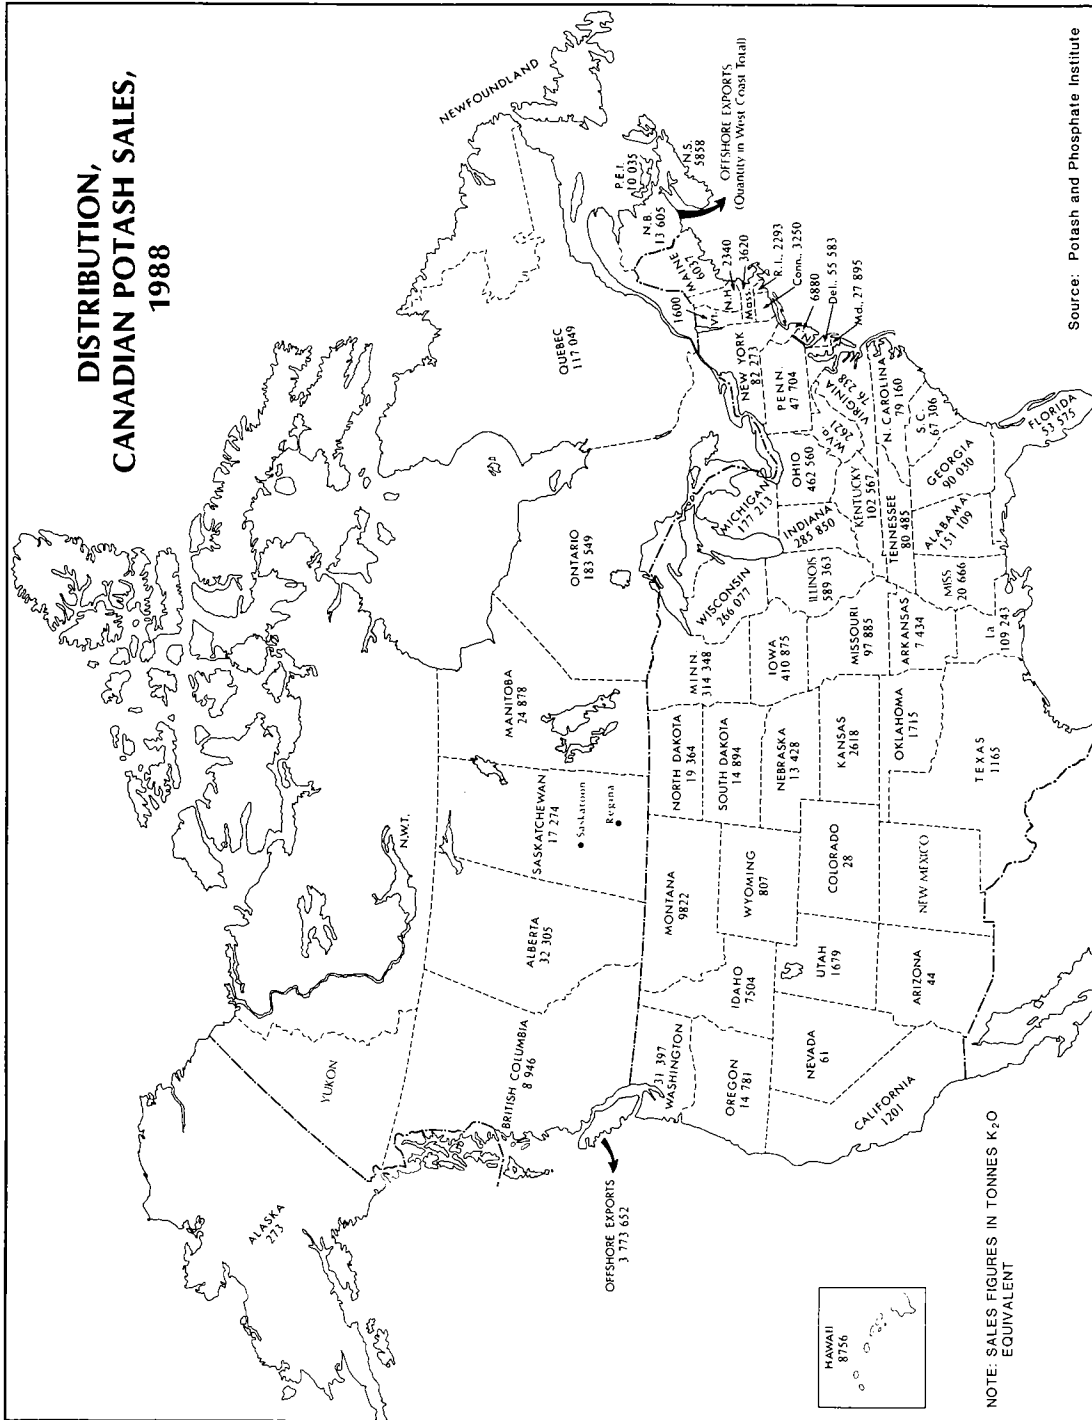 DISTRIBUTION,
CANADIAN POTASH SALES,
1988
ALASKA
273
YUKON
N.W.T.
BRITISH COLUMBIA
8 946
ALBERTA
32 305
SASKATCHEWAN
17 274
Saskatoon
Regina
MANITOBA
24 878
ONTARIO
183 549
QUEBEC
117 049
NEWFOUNDLAND
P.E.I.
10 035
N.S.
5858
N.B.
13 605
OFFSHORE EXPORTS
(Quantity in West Coast Total)
OFFSHORE EXPORTS
3 773 652
31 397
WASHINGTON
OREGON
14 781
CALIFORNIA
1201
NEVADA
61
IDAHO
7504
MONTANA
9822
WYOMING
807
UTAH
1679
ARIZONA
44
COLORADO
28
NEW MEXICO
NORTH DAKOTA
19 364
SOUTH DAKOTA
14 894
NEBRASKA
13 428
KANSAS
2618
OKLAHOMA
1715
TEXAS
1165
MINN.
314 348
IOWA
410 875
MISSOURI
97 885
ARKANSAS
7 434
La.
109 243
WISCONSIN
266 077
ILLINOIS
589 363
MICHIGAN
177 213
INDIANA
285 850
OHIO
462 560
KENTUCKY
102 567
TENNESSEE
80 485
MISS
20 666
ALABAMA
151 109
GEORGIA
90 030
FLORIDA
53 575
S.C.
67 306
N. CAROLINA
79 160
VIRGINIA
76 238
W.Va.
2621
PENN.
47 704
NEW YORK
82 273
MAINE
6037
1600
VT.
N.H.
2340
Mass.
3620
R.I. 2293
Conn. 3250
6880
NJ
Del. 55 583
Md. 27 895
HAWAII
8756
NOTE: SALES FIGURES IN TONNES K₂O
EQUIVALENT
Source: Potash and Phosphate Institute